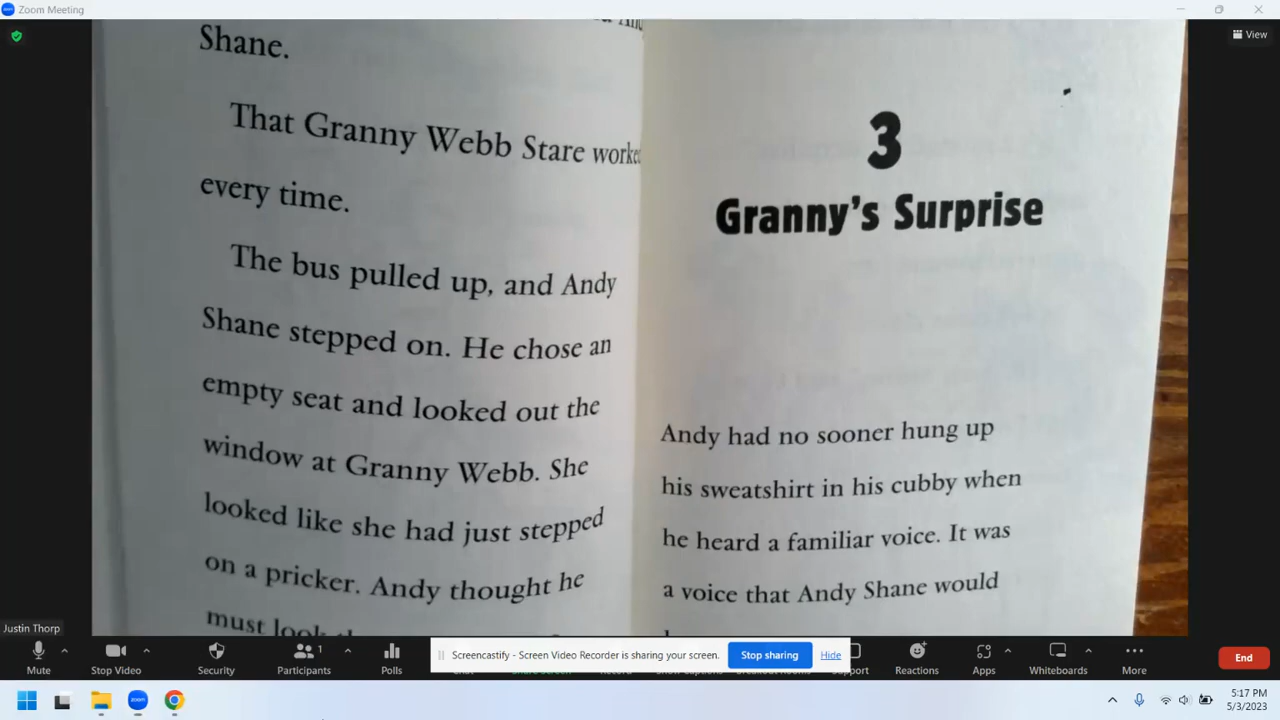 Zoom Meeting
View
Shane.
That Granny Webb Stare
every time.
The bus pulled up, and Andy
Shane stepped on. He chose an
empty seat and looked out the
window at Granny Webb. She
looked like she had just stepped
on a pricker. Andy thought he
must look
3
Granny's Surprise
Andy had no sooner hung up
his sweatshirt in his cubby when
he heard a familiar voice. It was
a voice that Andy Shane would
Justin Thorp
Mute
Stop Video
Security
Participants
1
Polls
Screencastify - Screen Video Recorder is sharing your screen.
Stop sharing
Hide
Reactions
Apps
Whiteboards
More
End
zoom
5:17 PM
5/3/2023